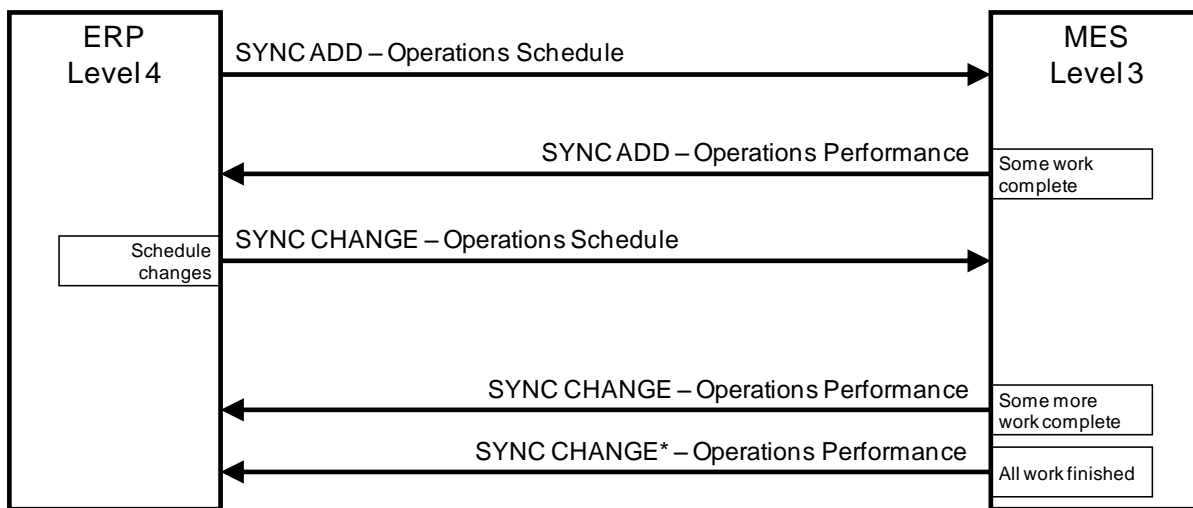 ERP
Level 4
MES
Level 3
SYNC ADD – Operations Schedule
SYNC ADD – Operations Performance
Some work
complete
Schedule
changes
SYNC CHANGE – Operations Schedule
SYNC CHANGE – Operations Performance
Some more
work complete
SYNC CHANGE* – Operations Performance
All work finished